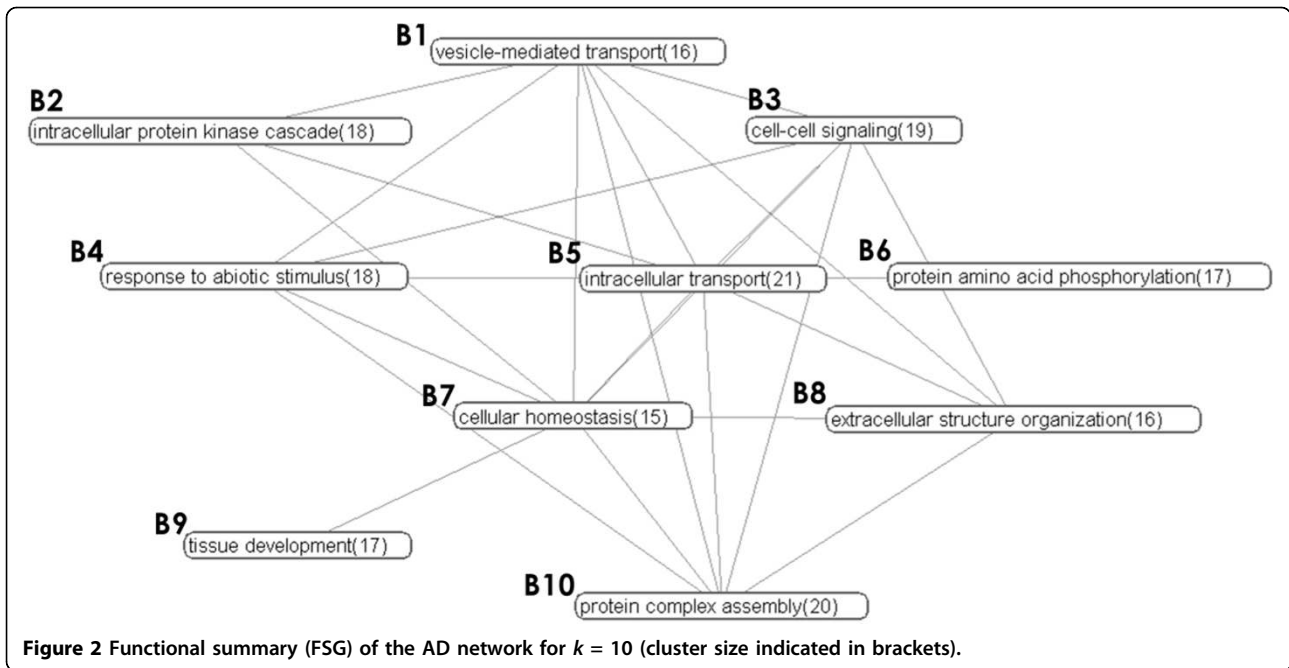 B1
vesicle-mediated transport(16)
B2
intracellular protein kinase cascade(18)
B3
cell-cell signaling(19)
B4
response to abiotic stimulus(18)
B5
intracellular transport(21)
B6
protein amino acid phosphorylation(17)
B7
cellular homeostasis(15)
B8
extracellular structure organization(16)
B9
tissue development(17)
B10
protein complex assembly(20)
Figure 2 Functional summary (FSG) of the AD network for k = 10 (cluster size indicated in brackets).